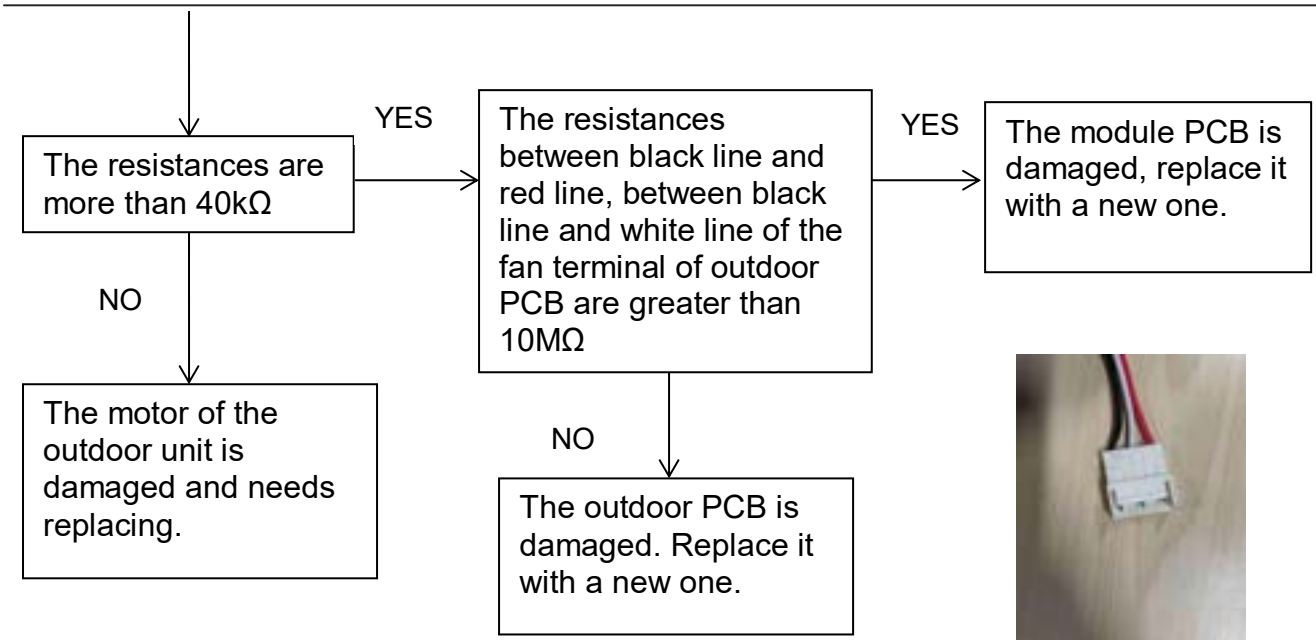 The resistances are
more than 40kΩ
YES
The resistances
between black line and
red line, between black
line and white line of the
fan terminal of outdoor
PCB are greater than
10MΩ
YES
The module PCB is
damaged, replace it
with a new one.
NO
The motor of the
outdoor unit is
damaged and needs
replacing.
NO
The outdoor PCB is
damaged. Replace it
with a new one.